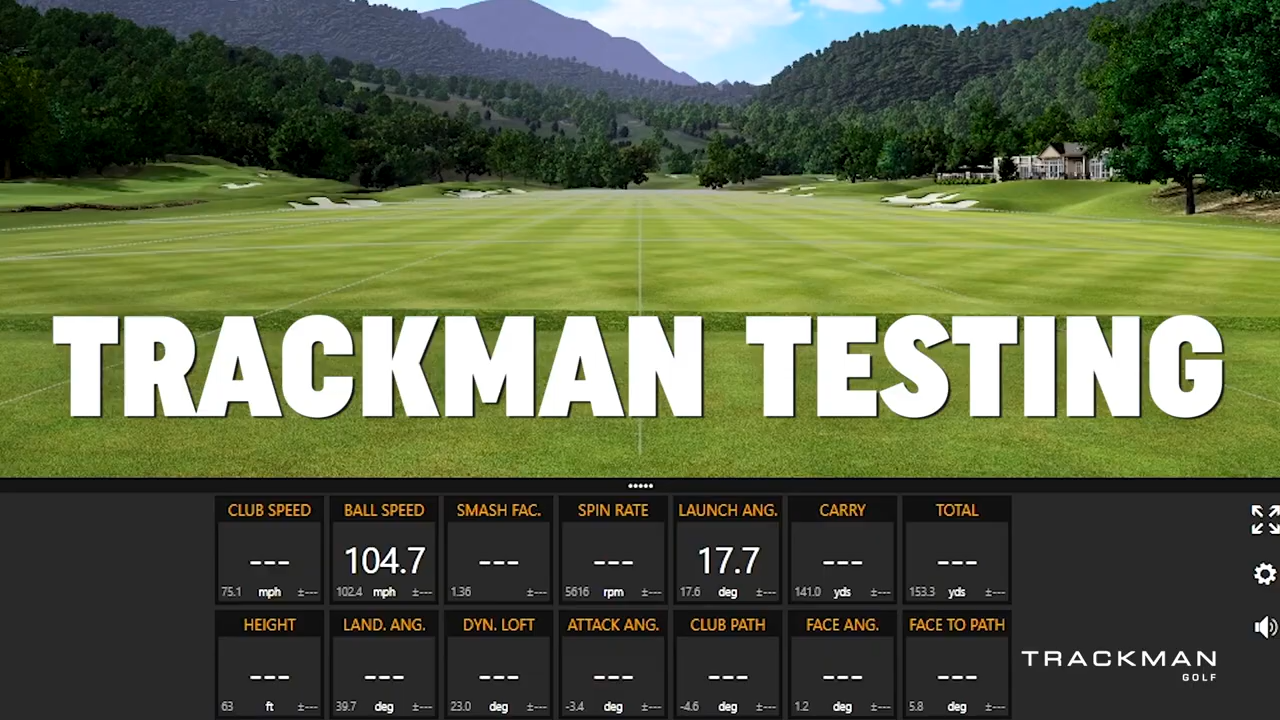 TRACKMAN TESTING
CLUB SPEED BALL SPEED SMASH FAC. SPIN RATE LAUNCH ANG. CARRY TOTAL
--- 104.7 --- --- 17.7 --- ---
75.1 mph ±--- 102.4 mph ±--- 1.36 ±--- 5616 rpm ±--- 17.6 deg ±--- 141.0 yds ±--- 153.3 yds ±---
HEIGHT LAND. ANG. DYN. LOFT ATTACK ANG. CLUB PATH FACE ANG. FACE TO PATH
--- --- --- --- --- --- ---
63 ft ±--- 39.7 deg ±--- 23.0 deg ±--- -3.4 deg ±--- -4.6 deg ±--- 1.2 deg ±--- 5.8 deg ±---
TRACKMAN
GOLF